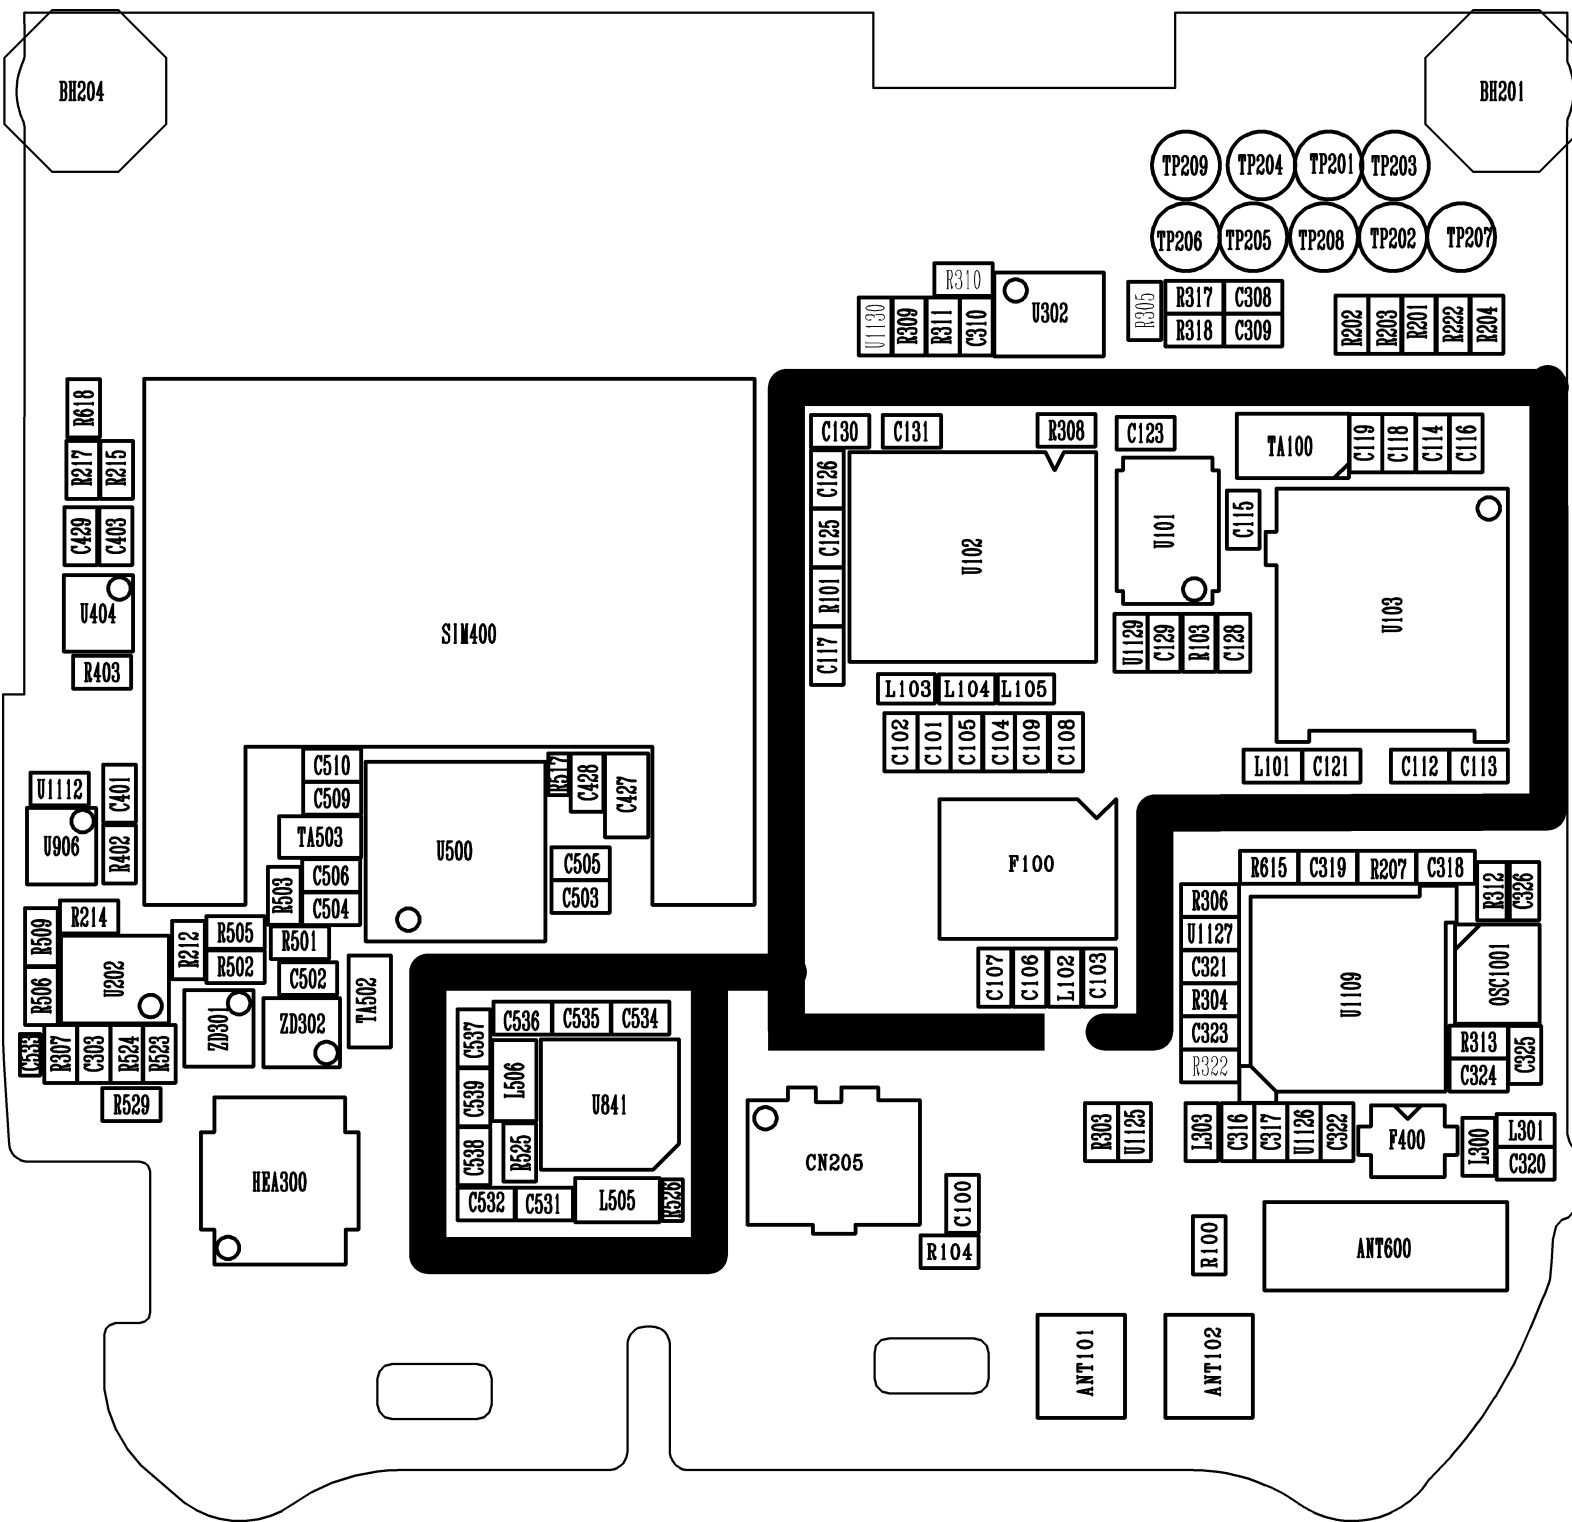 BH204
BH201
TP209 TP204 TP201 TP203
TP206 TP205 TP208 TP202 TP207
R310
U1130 R309 R311 C310 U302
R305 R317 C308
R318 C309
R202 R203 R201 R222 R204
R618
R217 R215
C429 C403
U404
R403
SIM400
C130 C131 R308 C123
TA100 C119 C118 C114 C116
C126
C125
R101
C117
U102
U101
C115
U103
U1129 C129 R103 C128
L103 L104 L105
C102 C101 C105 C104 C109 C108
L101 C121 C112 C113
U1112 C401
U906 R402
C510
C509
TA503
C506
R503 C504
U500
R517 C428 C427
C505
C503
F100
C107 C106 L102 C103
R615 C319 R207 C318
R312 C326
R306
U1127
C321
R304
C323
R322
U1109
OSC1001
R313 C325
C324
R509 R214
R506 U202
R212 R505 R501
R502 C502
TA502
ZD301 ZD302
C533 R307 C303 R524 R523
R529
HEA300
C537 C536 C535 C534
C539 L506 U841
C538 R525
C532 C531 L505 R526
CN205
C100
R104
R303 U1125
L303 C316 C317 U1126 C322
F400
L300 L301
C320
R100
ANT600
ANT101 ANT102